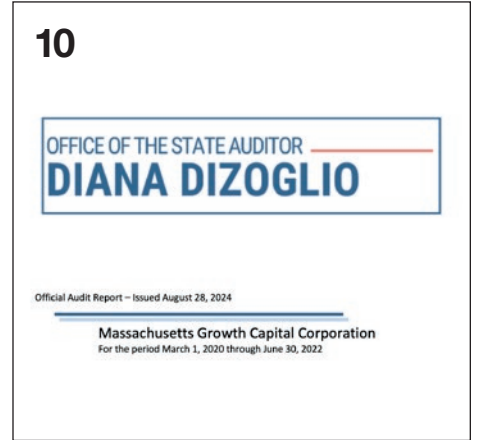 10
OFFICE OF THE STATE AUDITOR
DIANA DIZOGLIO
Official Audit Report – Issued August 28, 2024
Massachusetts Growth Capital Corporation
For the period March 1, 2020 through June 30, 2022